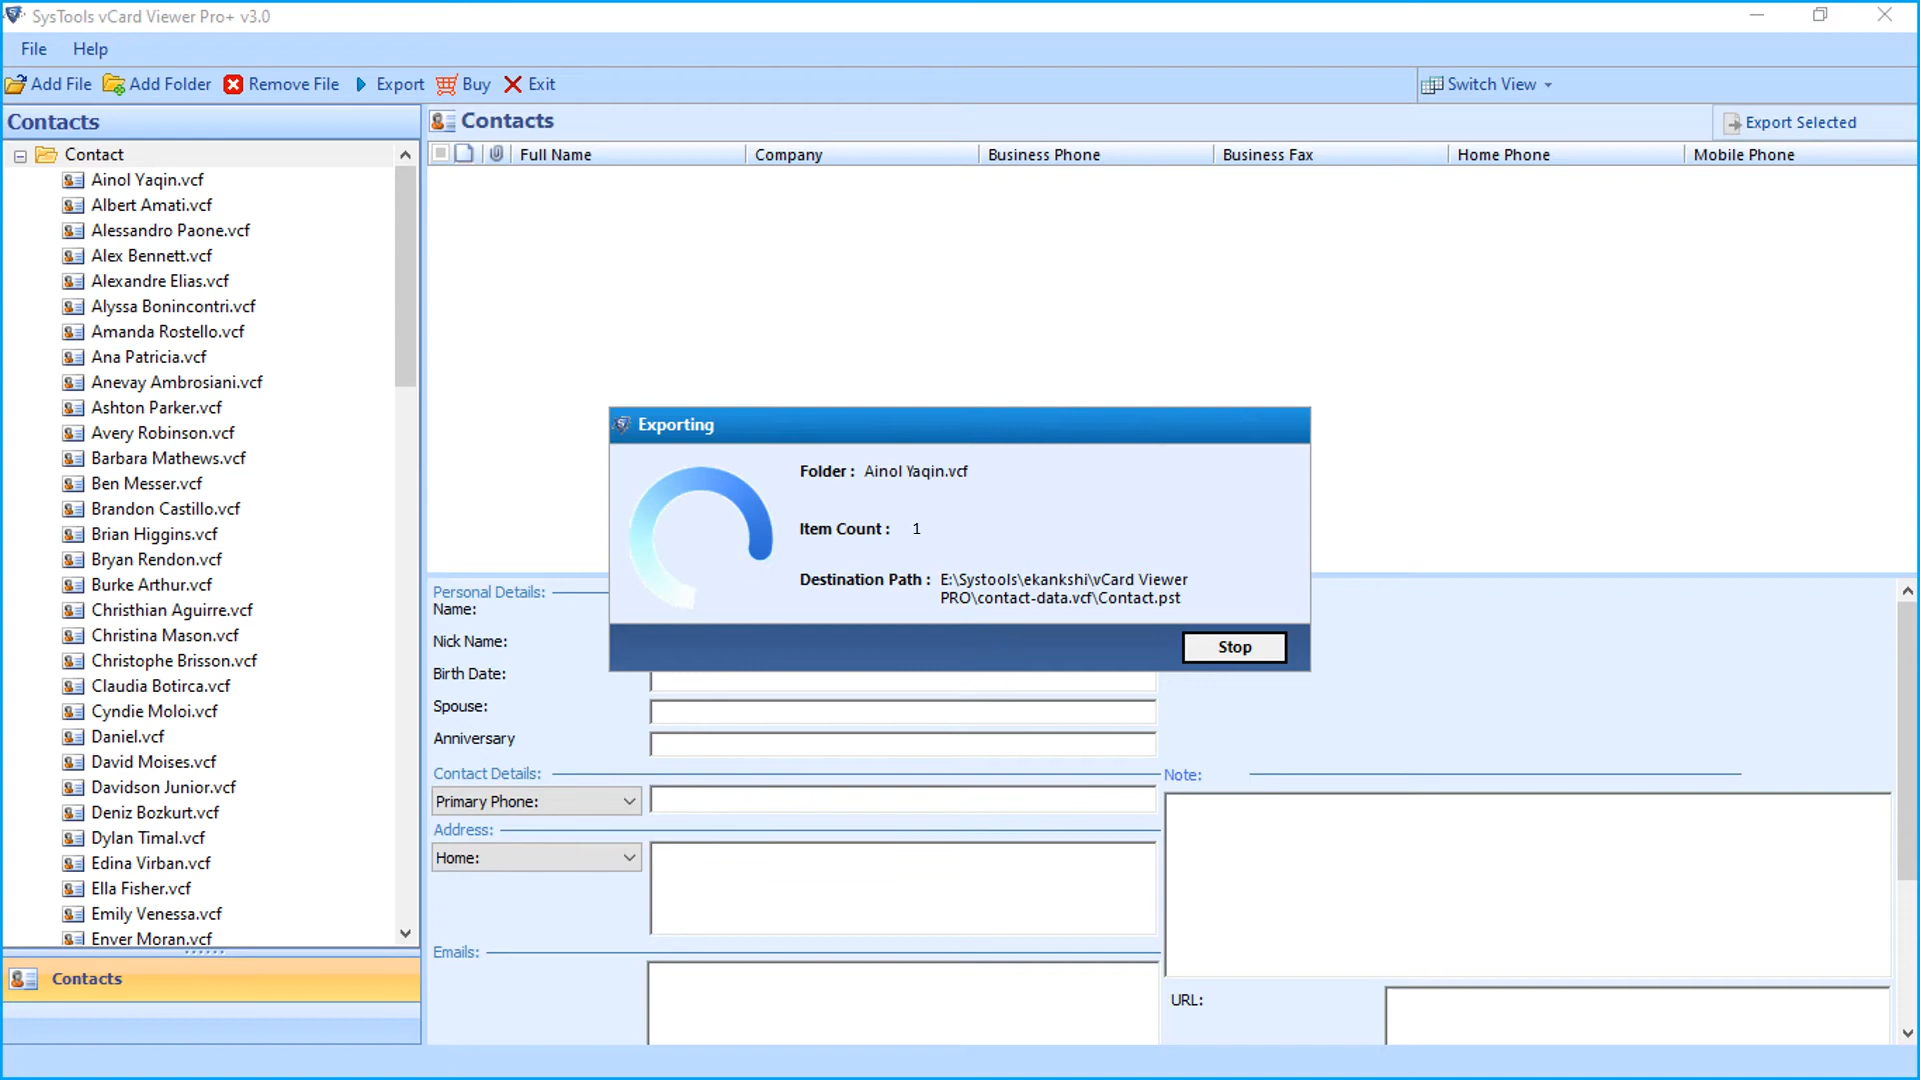 SysTools vCard Viewer Pro+ v3.0
File Help
Add File Add Folder Remove File Export Buy Exit Switch View
Contacts
Contact
Ainol Yaqin.vcf
Albert Amati.vcf
Alessandro Paone.vcf
Alex Bennett.vcf
Alexandre Elias.vcf
Alyssa Bonincontri.vcf
Amanda Rostello.vcf
Ana Patricia.vcf
Anevay Ambrosiani.vcf
Ashton Parker.vcf
Avery Robinson.vcf
Barbara Mathews.vcf
Ben Messer.vcf
Brandon Castillo.vcf
Brian Higgins.vcf
Bryan Rendon.vcf
Burke Arthur.vcf
Christhian Aguirre.vcf
Christina Mason.vcf
Christophe Brisson.vcf
Claudia Botirca.vcf
Cyndie Moloi.vcf
Daniel.vcf
David Moises.vcf
Davidson Junior.vcf
Deniz Bozkurt.vcf
Dylan Timal.vcf
Edina Virban.vcf
Ella Fisher.vcf
Emily Venessa.vcf
Enver Moran.vcf
Contacts
Contacts
Export Selected
Full Name Company Business Phone Business Fax Home Phone Mobile Phone
Exporting
Folder : Ainol Yaqin.vcf
Item Count : 1
Destination Path : E:\Systools\ekankshi\vCard Viewer
PRO\contact-data.vcf\Contact.pst
Stop
Personal Details:
Name:
Nick Name:
Birth Date:
Spouse:
Anniversary
Contact Details:
Primary Phone:
Address:
Home:
Emails:
Note:
URL: